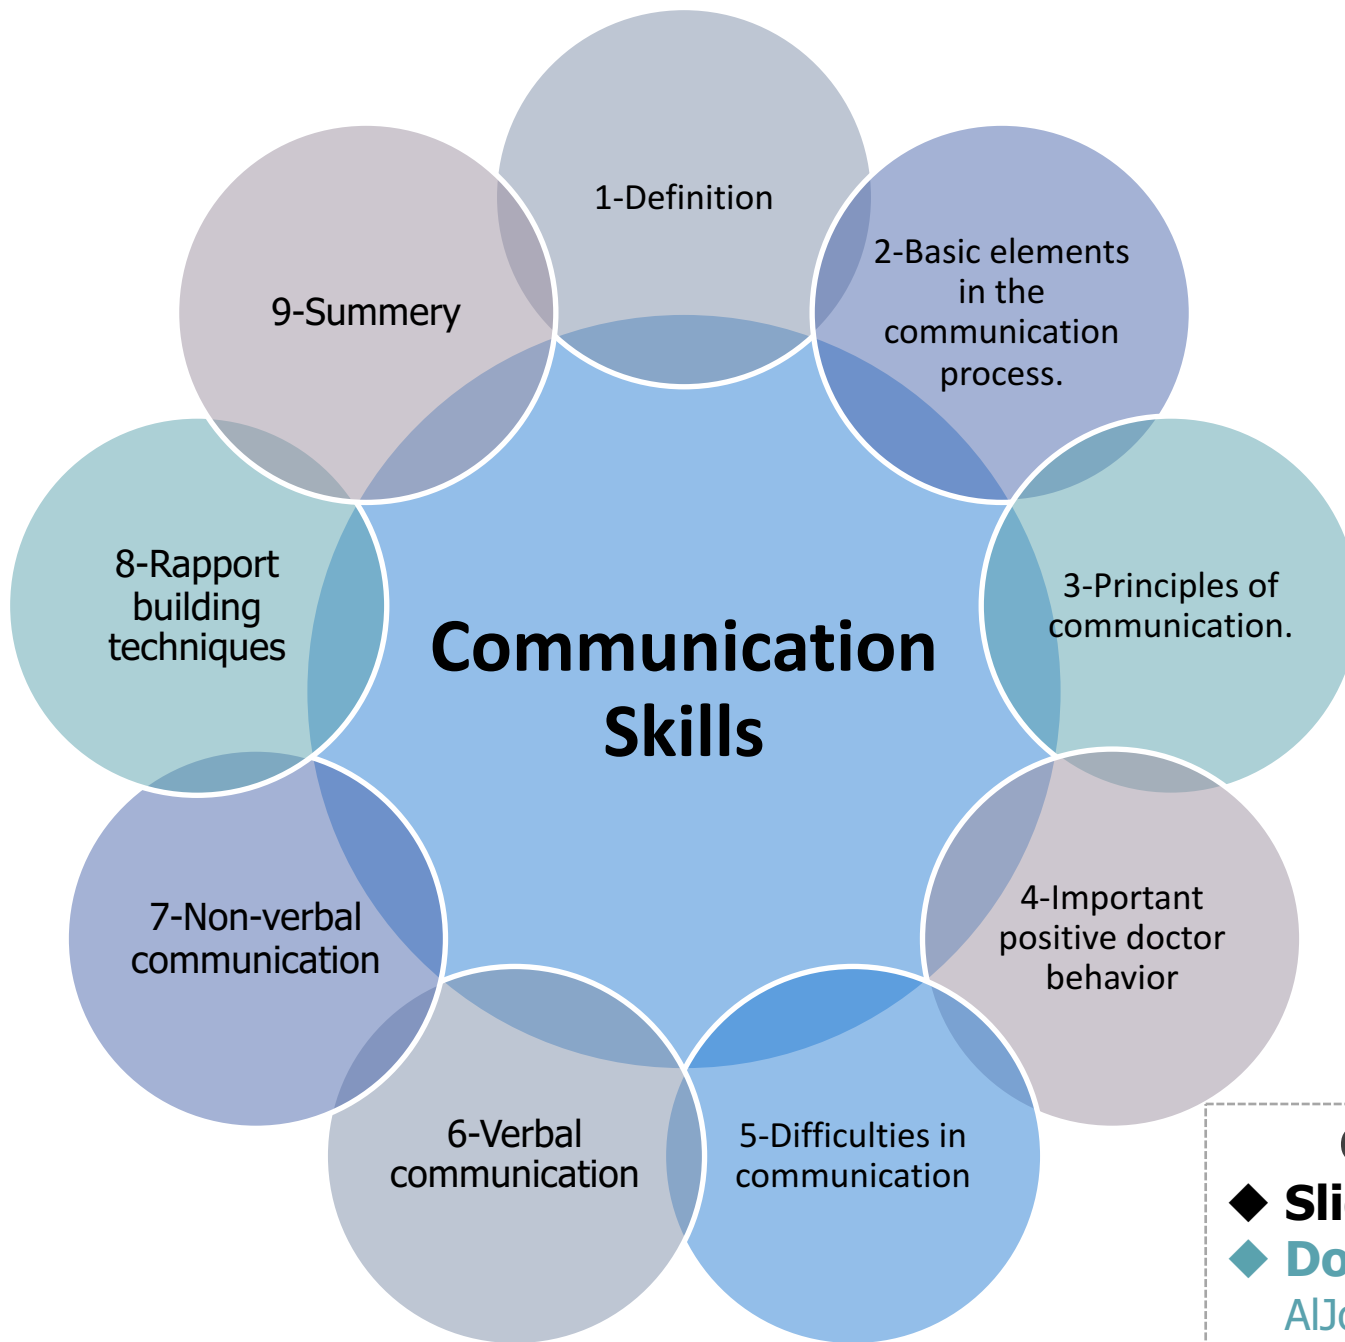 1-Definition
2-Basic elements
in the
communication
process.
3-Principles of
communication.
4-Important
positive doctor
behavior
5-Difficulties in
communication
6-Verbal
communication
7-Non-verbal
communication
8-Rapport
building
techniques
9-Summery
Communication
Skills